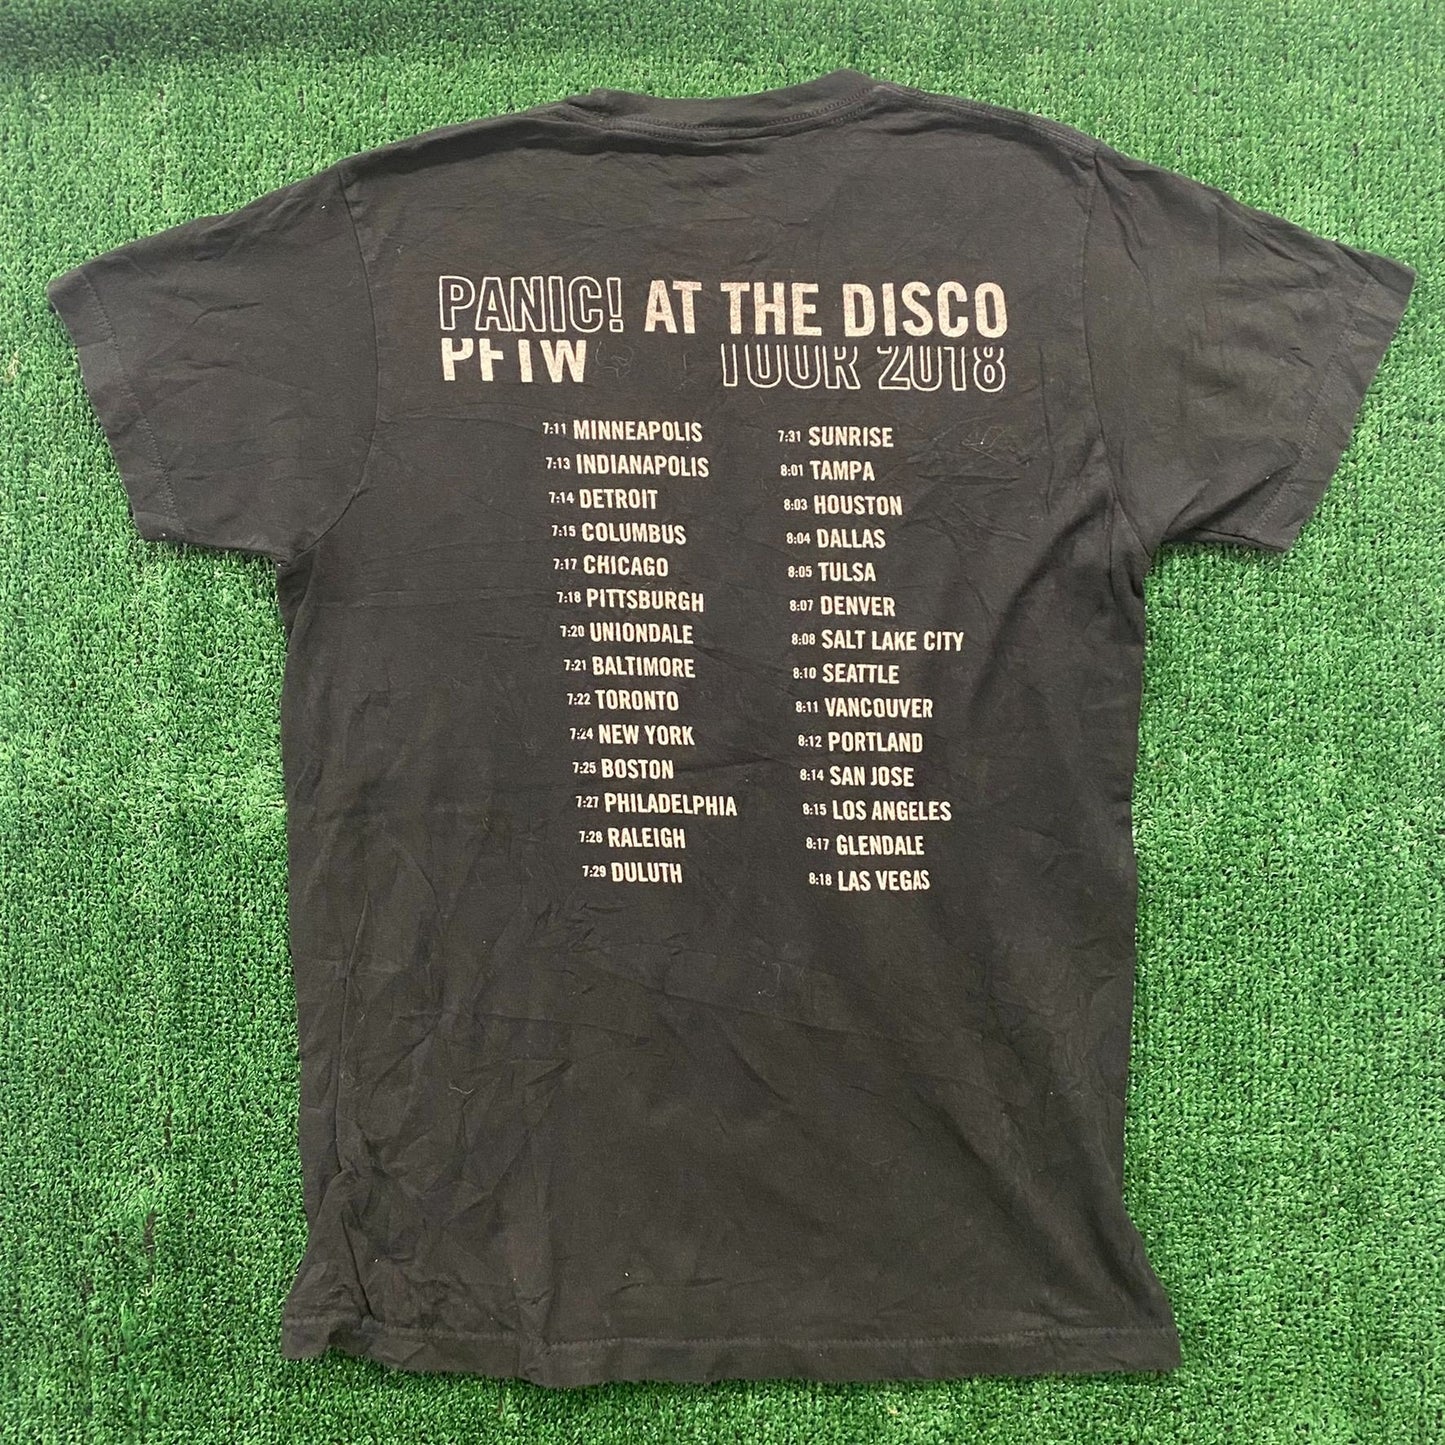 PANIC! AT THE DISCO
PFTW TOUR 2018
7:11 MINNEAPOLIS
7:13 INDIANAPOLIS
7:14 DETROIT
7:15 COLUMBUS
7:17 CHICAGO
7:18 PITTSBURGH
7:20 UNIONDALE
7:21 BALTIMORE
7:22 TORONTO
7:24 NEW YORK
7:25 BOSTON
7:27 PHILADELPHIA
7:28 RALEIGH
7:29 DULUTH
7:31 SUNRISE
8:01 TAMPA
8:03 HOUSTON
8:04 DALLAS
8:05 TULSA
8:07 DENVER
8:08 SALT LAKE CITY
8:10 SEATTLE
8:11 VANCOUVER
8:12 PORTLAND
8:14 SAN JOSE
8:15 LOS ANGELES
8:17 GLENDALE
8:18 LAS VEGAS